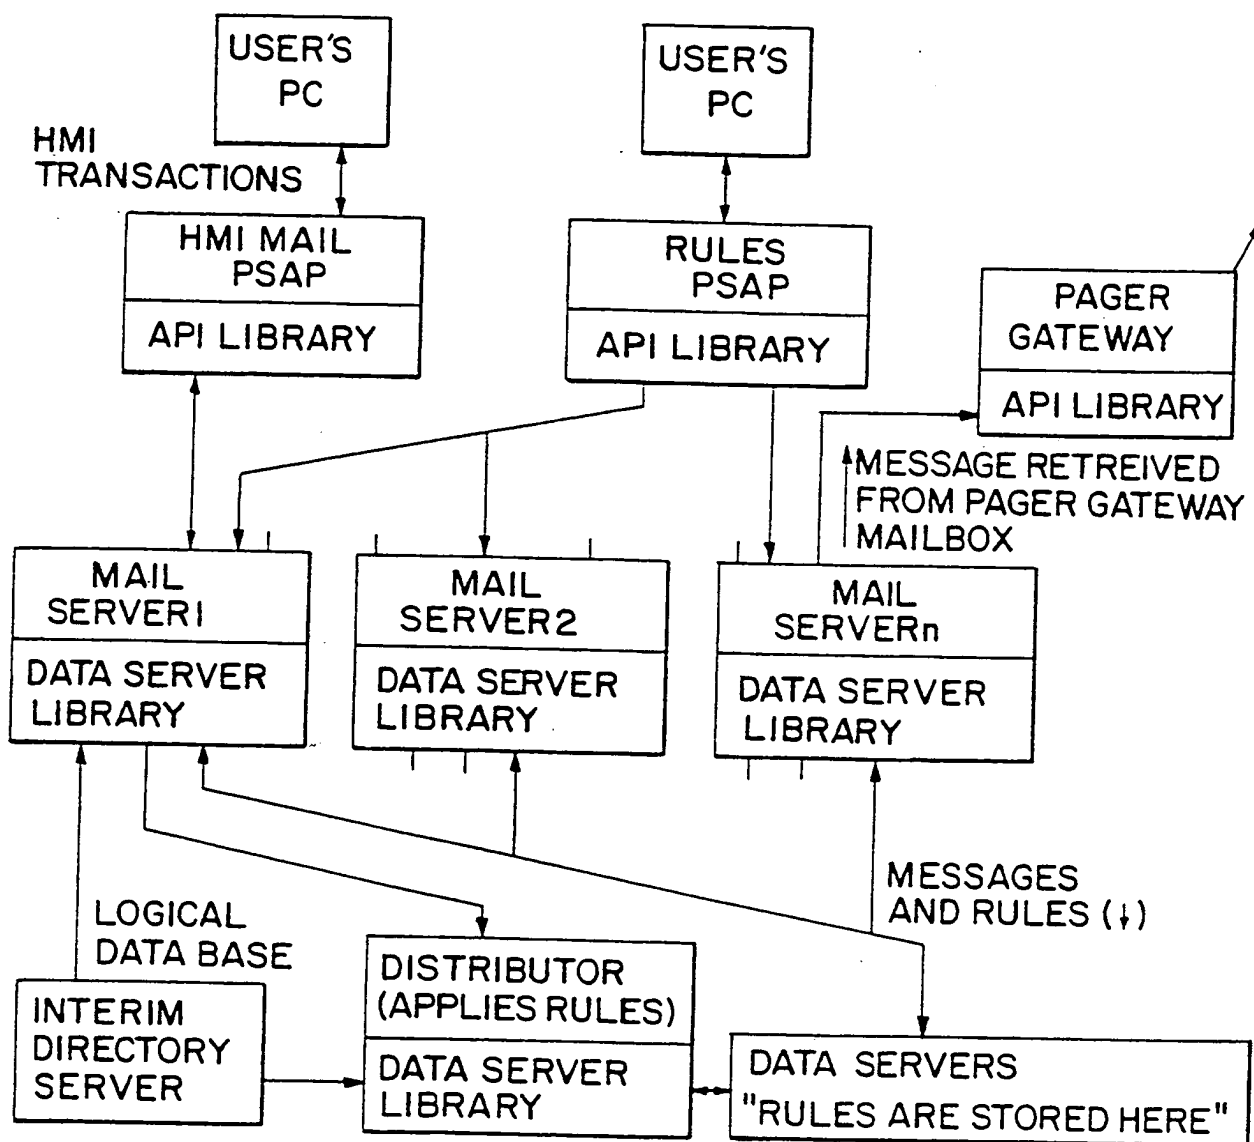 USER'S
PC
USER'S
PC
HMI
TRANSACTIONS
HMI MAIL
PSAP
API LIBRARY
RULES
PSAP
API LIBRARY
PAGER
GATEWAY
API LIBRARY
MESSAGE RETREIVED
FROM PAGER GATEWAY
MAILBOX
MAIL
SERVER1
DATA SERVER
LIBRARY
MAIL
SERVER2
DATA SERVER
LIBRARY
MAIL
SERVERn
DATA SERVER
LIBRARY
LOGICAL
DATA BASE
MESSAGES
AND RULES (↓)
INTERIM
DIRECTORY
SERVER
DISTRIBUTOR
(APPLIES RULES)
DATA SERVER
LIBRARY
DATA SERVERS
"RULES ARE STORED HERE"